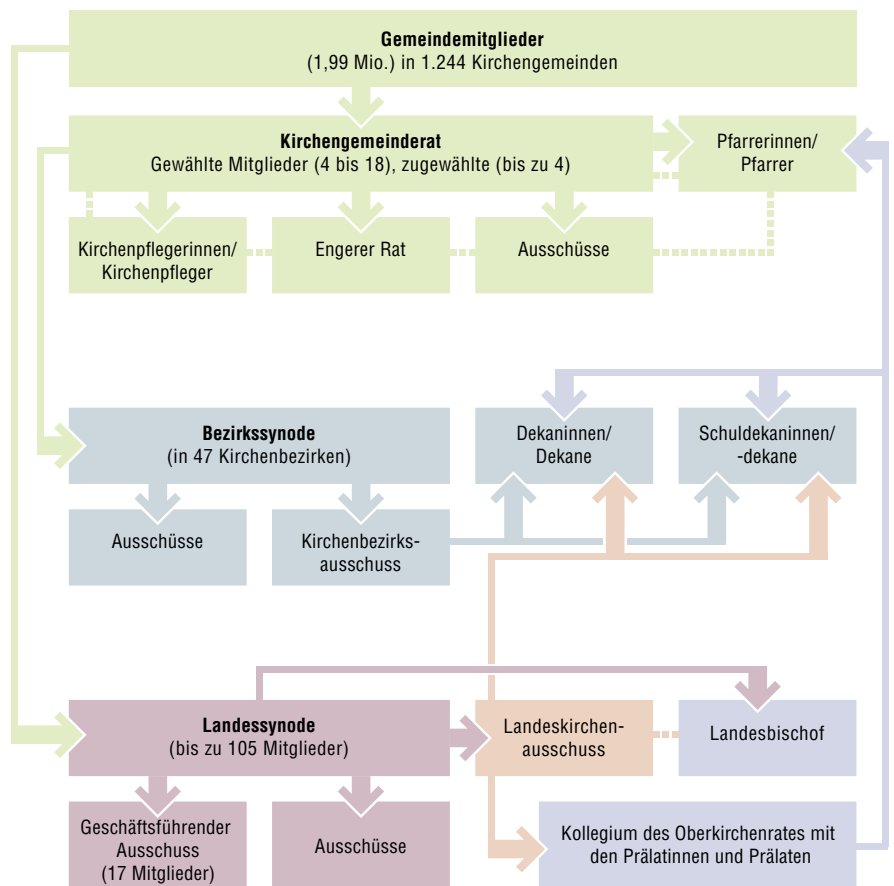 Gemeindemitglieder
(1,99 Mio.) in 1.244 Kirchengemeinden
Kirchengemeinderat
Gewählte Mitglieder (4 bis 18), zugewählte (bis zu 4)
Pfarrerinnen/
Pfarrer
Kirchenpflegerinnen/
Kirchenpfleger
Engerer Rat
Ausschüsse
Bezirkssynode
(in 47 Kirchenbezirken)
Dekaninnen/
Dekane
Schuldekaninnen/
-dekane
Ausschüsse
Kirchenbezirks-
ausschuss
Landessynode
(bis zu 105 Mitglieder)
Landeskirchen-
ausschuss
Landesbischof
Geschäftsführender
Ausschuss
(17 Mitglieder)
Ausschüsse
Kollegium des Oberkirchenrates mit
den Prälatinnen und Prälaten